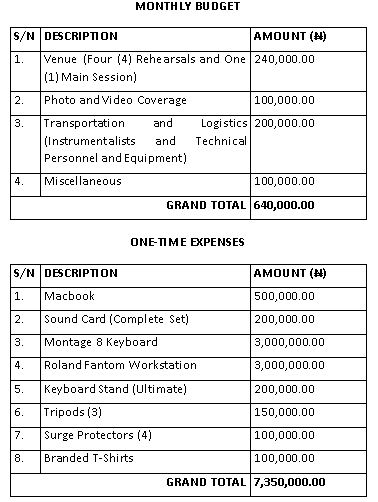 MONTHLY BUDGET
S/N DESCRIPTION AMOUNT (₦)
1. Venue (Four (4) Rehearsals and One 240,000.00
(1) Main Session)
2. Photo and Video Coverage 100,000.00
3. Transportation and Logistics 200,000.00
(Instrumentalists and Technical
Personnel and Equipment)
4. Miscellaneous 100,000.00
GRAND TOTAL 640,000.00
ONE-TIME EXPENSES
S/N DESCRIPTION AMOUNT (₦)
1. Macbook 500,000.00
2. Sound Card (Complete Set) 200,000.00
3. Montage 8 Keyboard 3,000,000.00
4. Roland Fantom Workstation 3,000,000.00
5. Keyboard Stand (Ultimate) 200,000.00
6. Tripods (3) 150,000.00
7. Surge Protectors (4) 100,000.00
8. Branded T-Shirts 100,000.00
GRAND TOTAL 7,350,000.00